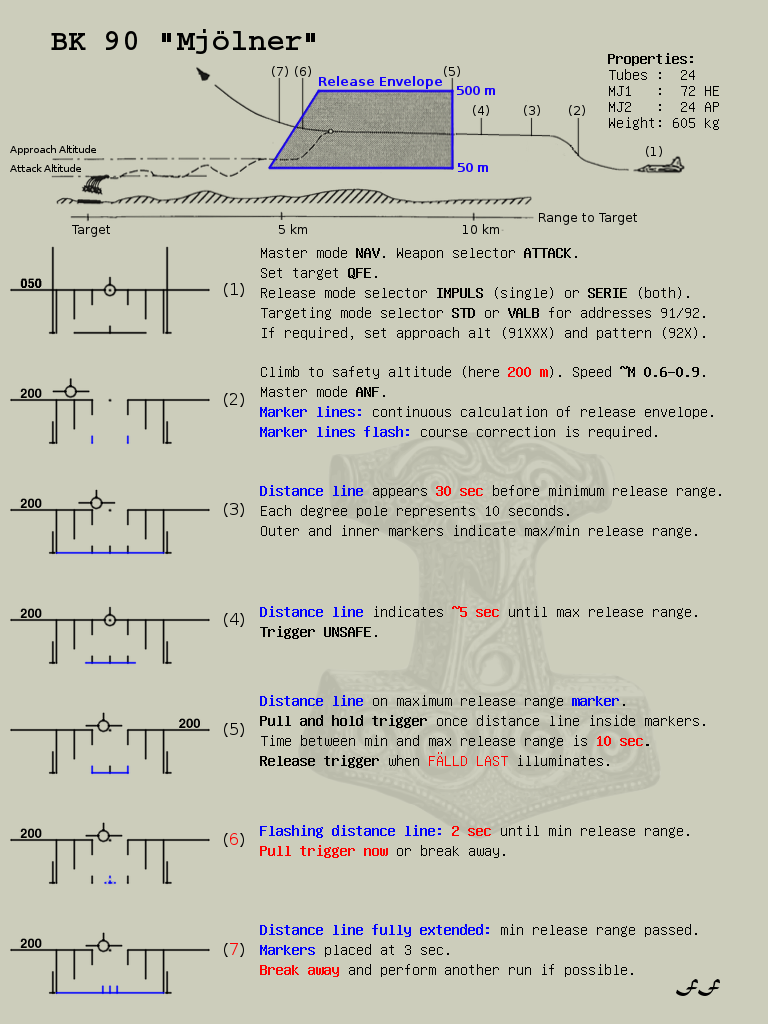 BK 90 "Mjölner"
Properties:
Tubes : 24
MJ1 : 72 HE
MJ2 : 24 AP
Weight: 605 kg
(7) (6) (5)
Release Envelope
500 m
(4) (3) (2)
(1)
Approach Altitude
Attack Altitude
50 m
Range to Target
Target 5 km 10 km
050
(1)
Master mode NAV. Weapon selector ATTACK.
Set target QFE.
Release mode selector IMPULS (single) or SERIE (both).
Targeting mode selector STD or VALB for addresses 91/92.
If required, set approach alt (91XXX) and pattern (92X).
200
(2)
Climb to safety altitude (here 200 m). Speed ~M 0.6-0.9.
Master mode ANF.
Marker lines: continuous calculation of release envelope.
Marker lines flash: course correction is required.
200
(3)
Distance line appears 30 sec before minimum release range.
Each degree pole represents 10 seconds.
Outer and inner markers indicate max/min release range.
200
(4)
Distance line indicates ~5 sec until max release range.
Trigger UNSAFE.
200
(5)
Distance line on maximum release range marker.
Pull and hold trigger once distance line inside markers.
Time between min and max release range is 10 sec.
Release trigger when FÄLLD LAST illuminates.
200
(6)
Flashing distance line: 2 sec until min release range.
Pull trigger now or break away.
200
(7)
Distance line fully extended: min release range passed.
Markers placed at 3 sec.
Break away and perform another run if possible.
FF